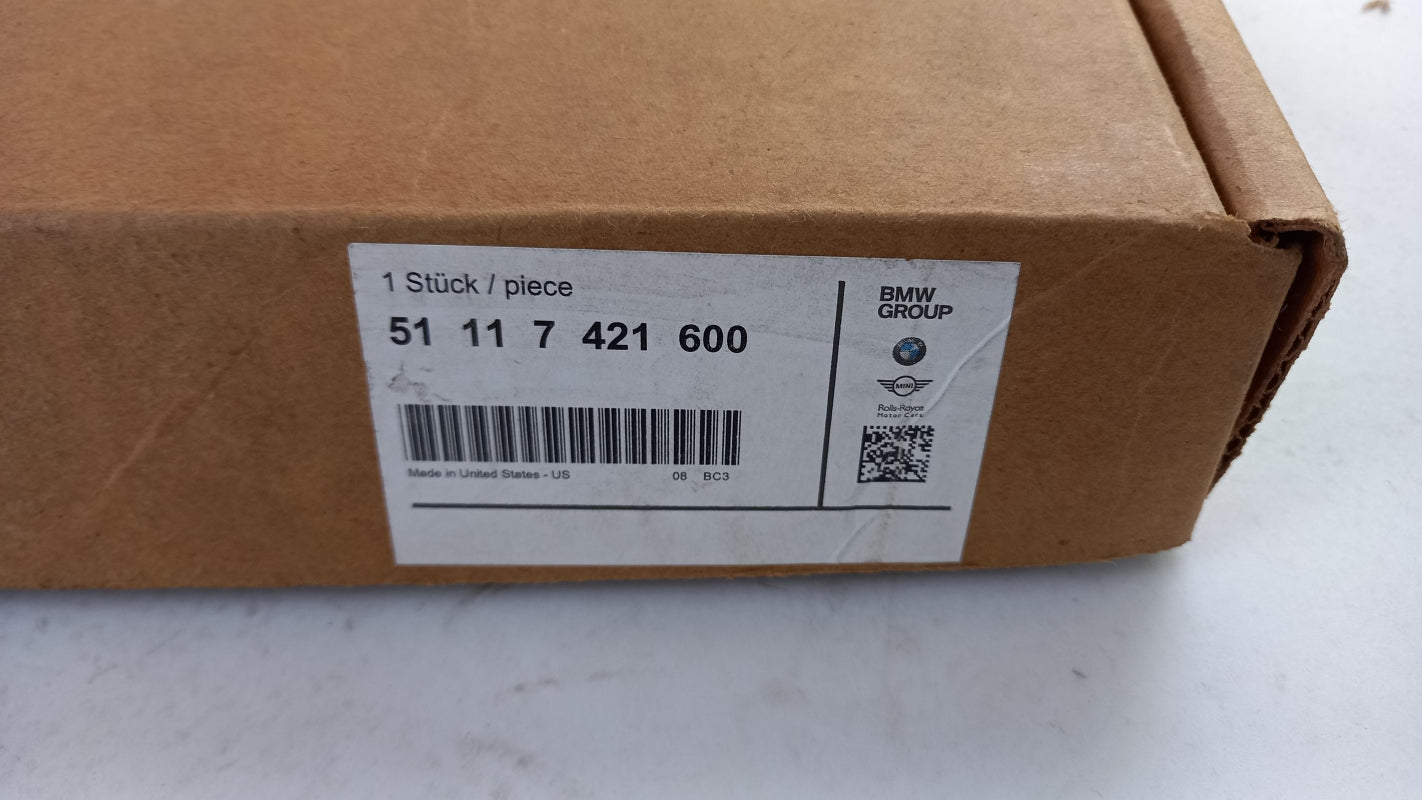 1 Stück / piece
51 11 7 421 600
Made in United States - US
08 BC3
BMW
GROUP
MINI
Rolls-Royce
Motor Cars